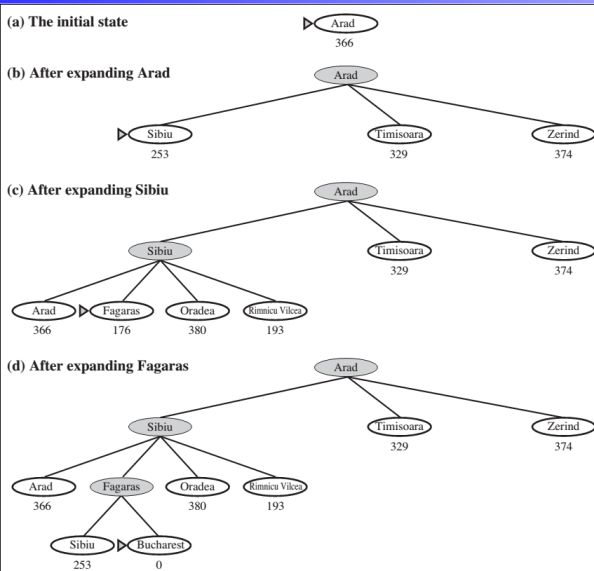 (a) The initial state
Arad
366
(b) After expanding Arad
Arad
Sibiu Timisoara Zerind
253 329 374
(c) After expanding Sibiu
Arad
Sibiu Timisoara Zerind
329 374
Arad Fagaras Oradea Rimnicu Vilcea
366 176 380 193
(d) After expanding Fagaras
Arad
Sibiu Timisoara Zerind
329 374
Arad Fagaras Oradea Rimnicu Vilcea
366 380 193
Sibiu Bucharest
253 0